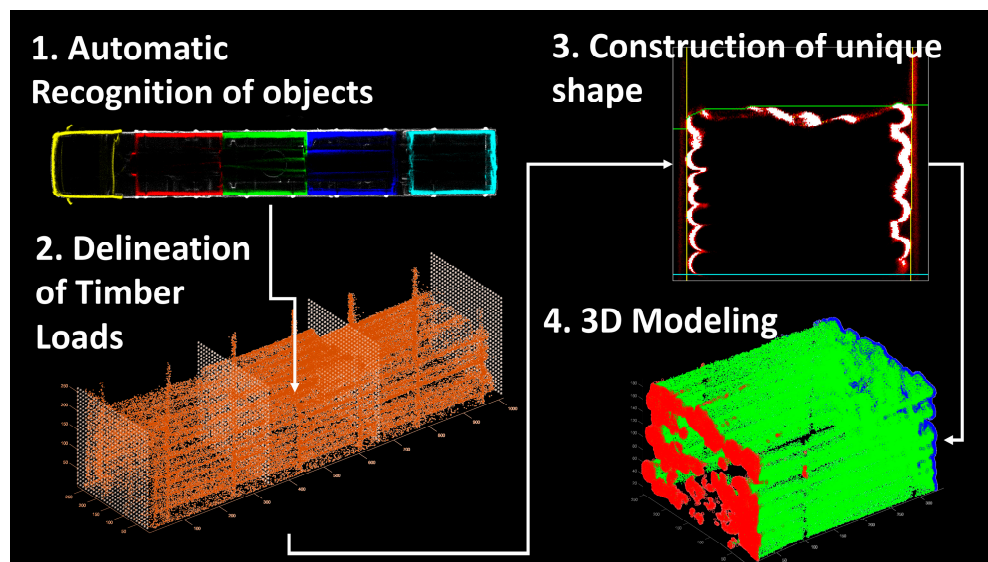 1. Automatic
Recognition of objects
2. Delineation
of Timber
Loads
3. Construction of unique
shape
4. 3D Modeling